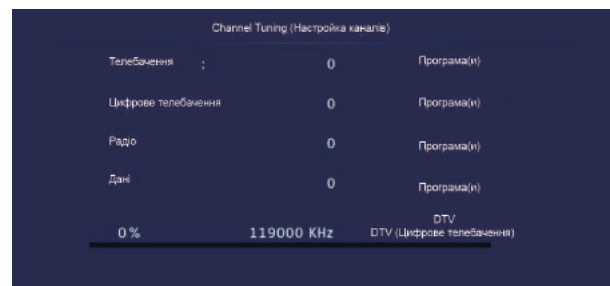 Channel Tuning (Настройка каналів)
Телебачення : 0 Програма(и)
Цифрове телебачення 0 Програма(и)
Радіо 0 Програма(и)
Дані 0 Програма(и)
DTV
0% 119000 KHz DTV (Цифрове телебачення)